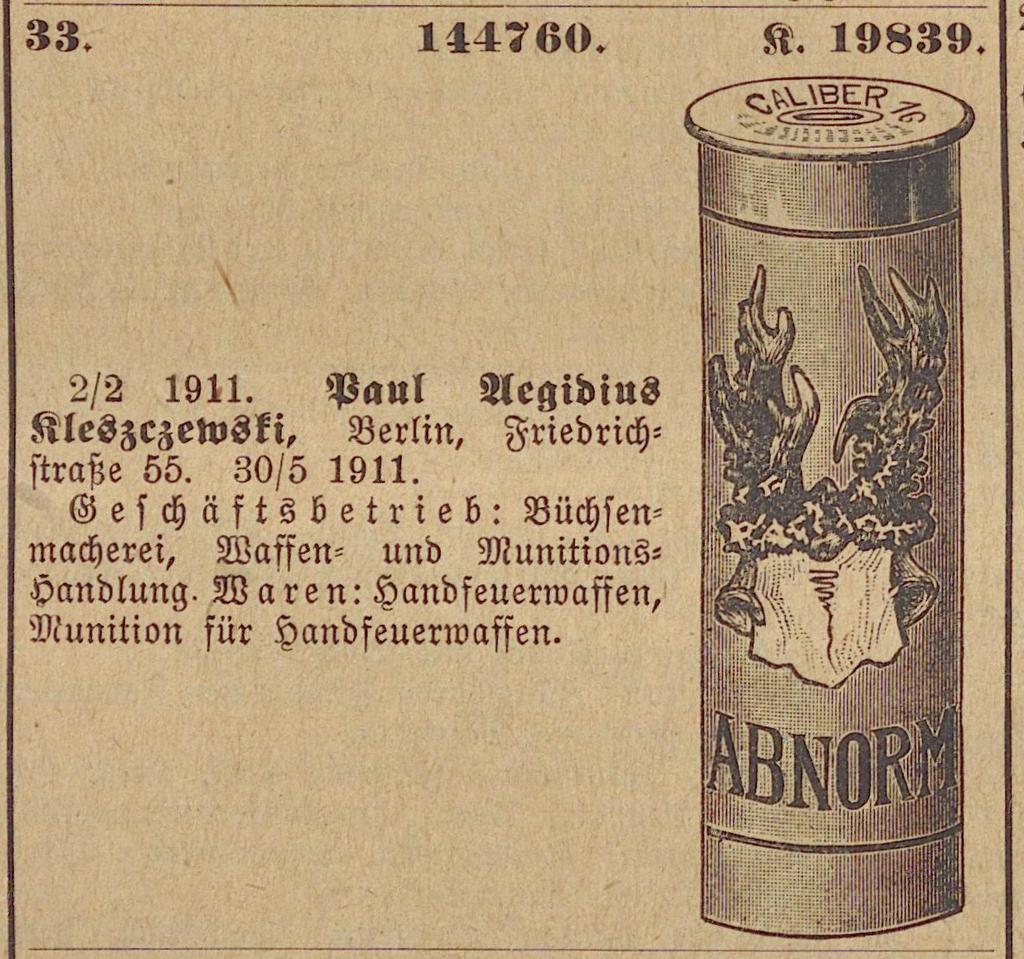 33. 144760. K. 19839.
CALIBER 16
2/2 1911. Paul Aegidius
Kleszczewski, Berlin, Friedrich-
straße 55. 30/5 1911.
Geschäftsbetrieb: Büchsen-
macherei, Waffen- und Munitions-
Handlung. Waren: Handfeuerwaffen,
Munition für Handfeuerwaffen.
ABNORM